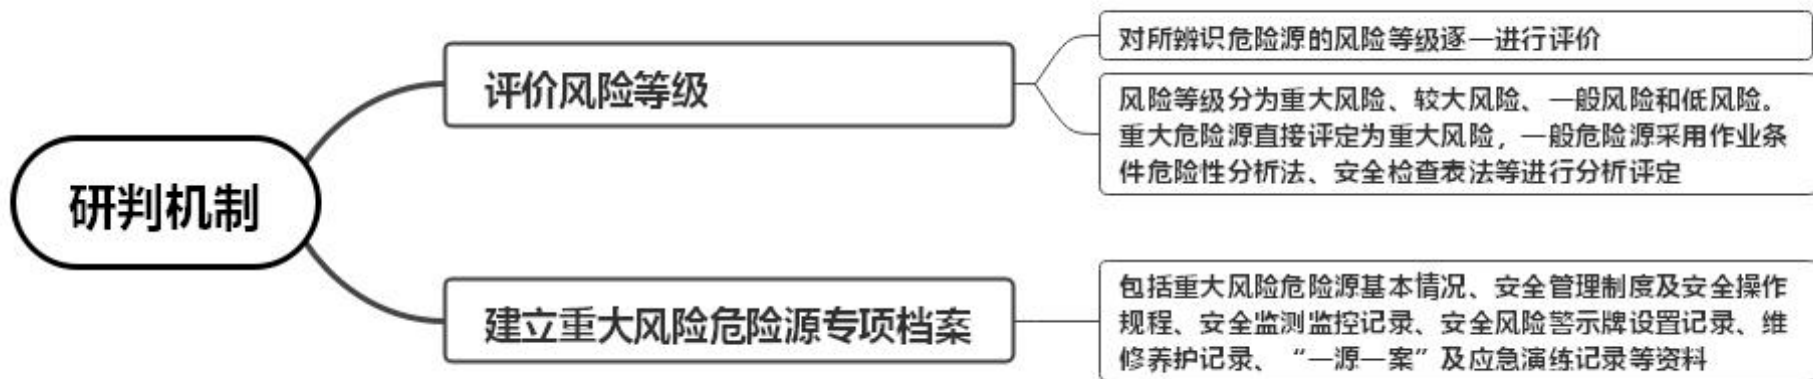 研判机制
评价风险等级
对所辨识危险源的风险等级逐一进行评价
风险等级分为重大风险、较大风险、一般风险和低风险。
重大危险源直接评定为重大风险，一般危险源采用作业条
件危险性分析法、安全检查表法等进行分析评定
建立重大风险危险源专项档案
包括重大风险危险源基本情况、安全管理制度及安全操作
规程、安全监测监控记录、安全风险警示牌设置记录、维
修养护记录、“一源一案”及应急演练记录等资料